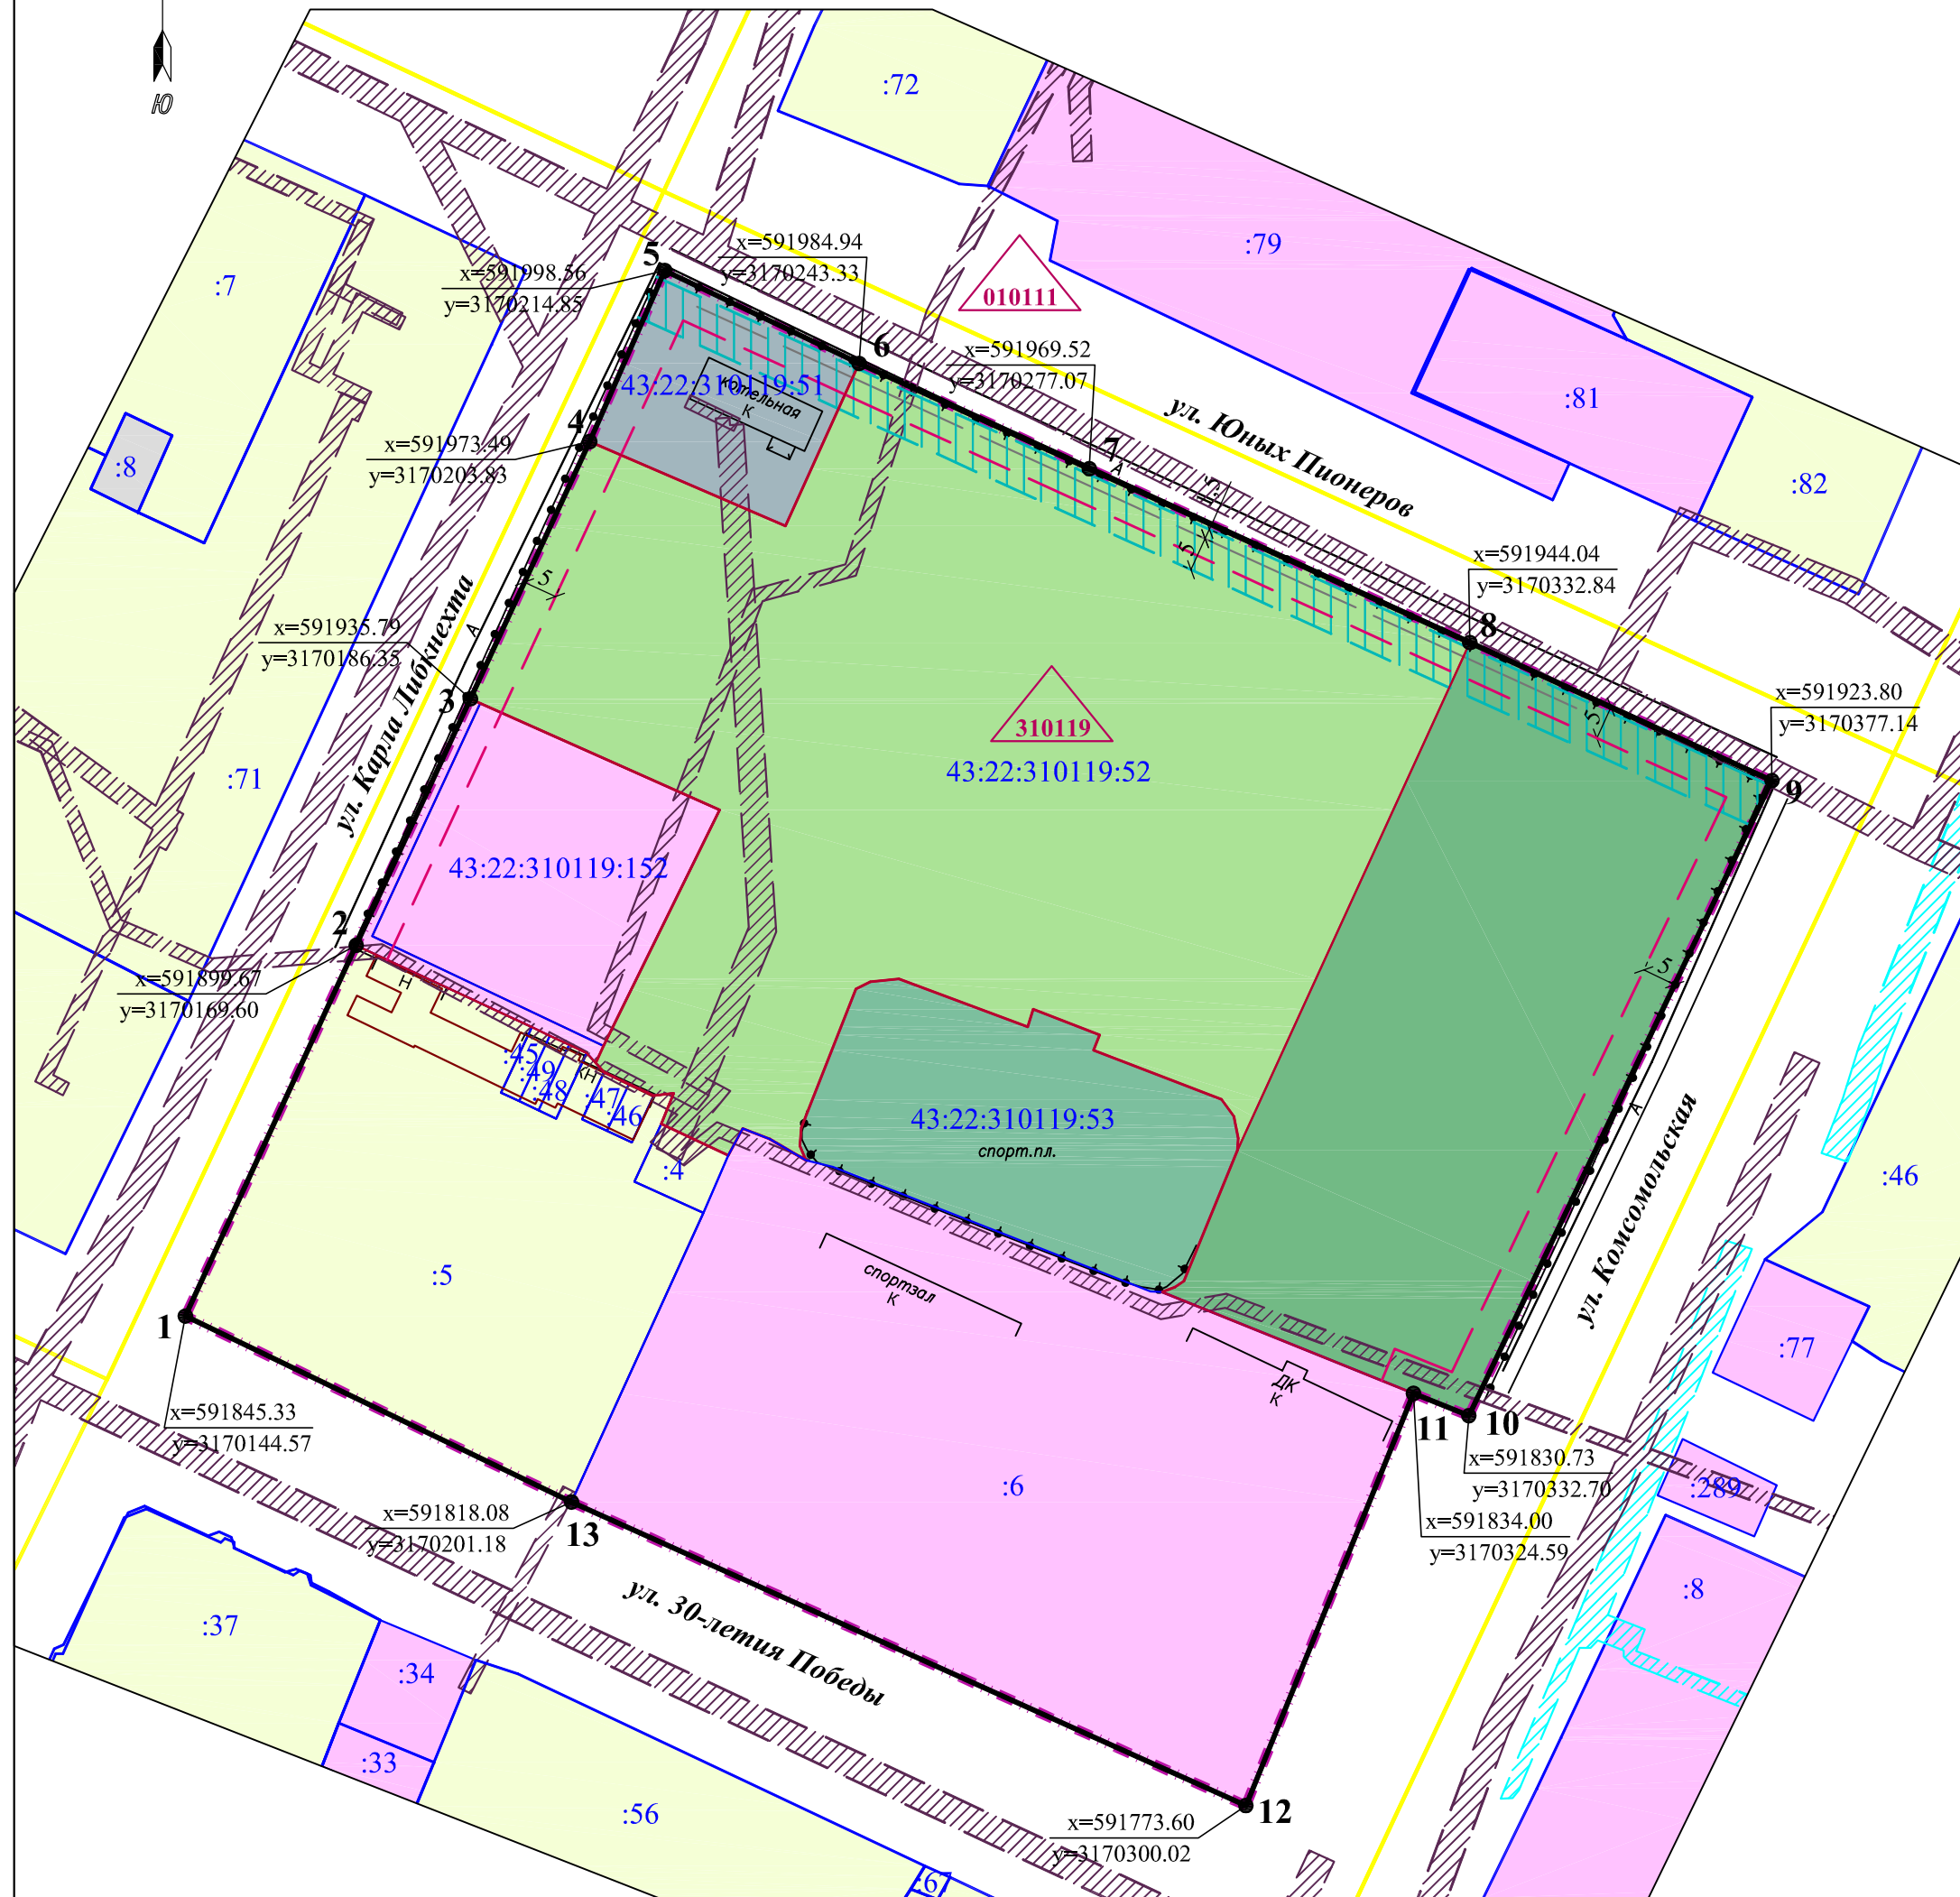 Ю
:72
:79
:7
5
x=591984.94
y=3170243.33
x=591998.56
y=3170214.85
010111
6
x=591969.52
y=3170277.07
43:22:310119:51
котельная
К
:81
ул. Юных Пионеров
4
x=591973.49
y=3170203.83
7
А
:8
:82
5
5
5
x=591944.04
y=3170332.84
8
ул. Карла Либкнехта
x=591935.79
y=3170186.35
А
3
310119
43:22:310119:52
x=591923.80
y=3170377.14
5
9
:71
43:22:310119:152
2
x=591899.67
y=3170169.60
Н
5
:45
:49
:48
КН
:47
:46
43:22:310119:53
спорт.пл.
А
ул. Комсомольская
:46
:4
:5
спортзал
К
1
:77
ДК
К
x=591845.33
y=3170144.57
11
10
x=591830.73
y=3170332.70
:6
:289
x=591818.08
y=3170201.18
13
x=591834.00
y=3170324.59
ул. 30-летия Победы
:8
:37
:34
:33
:56
12
x=591773.60
y=3170300.02
:67